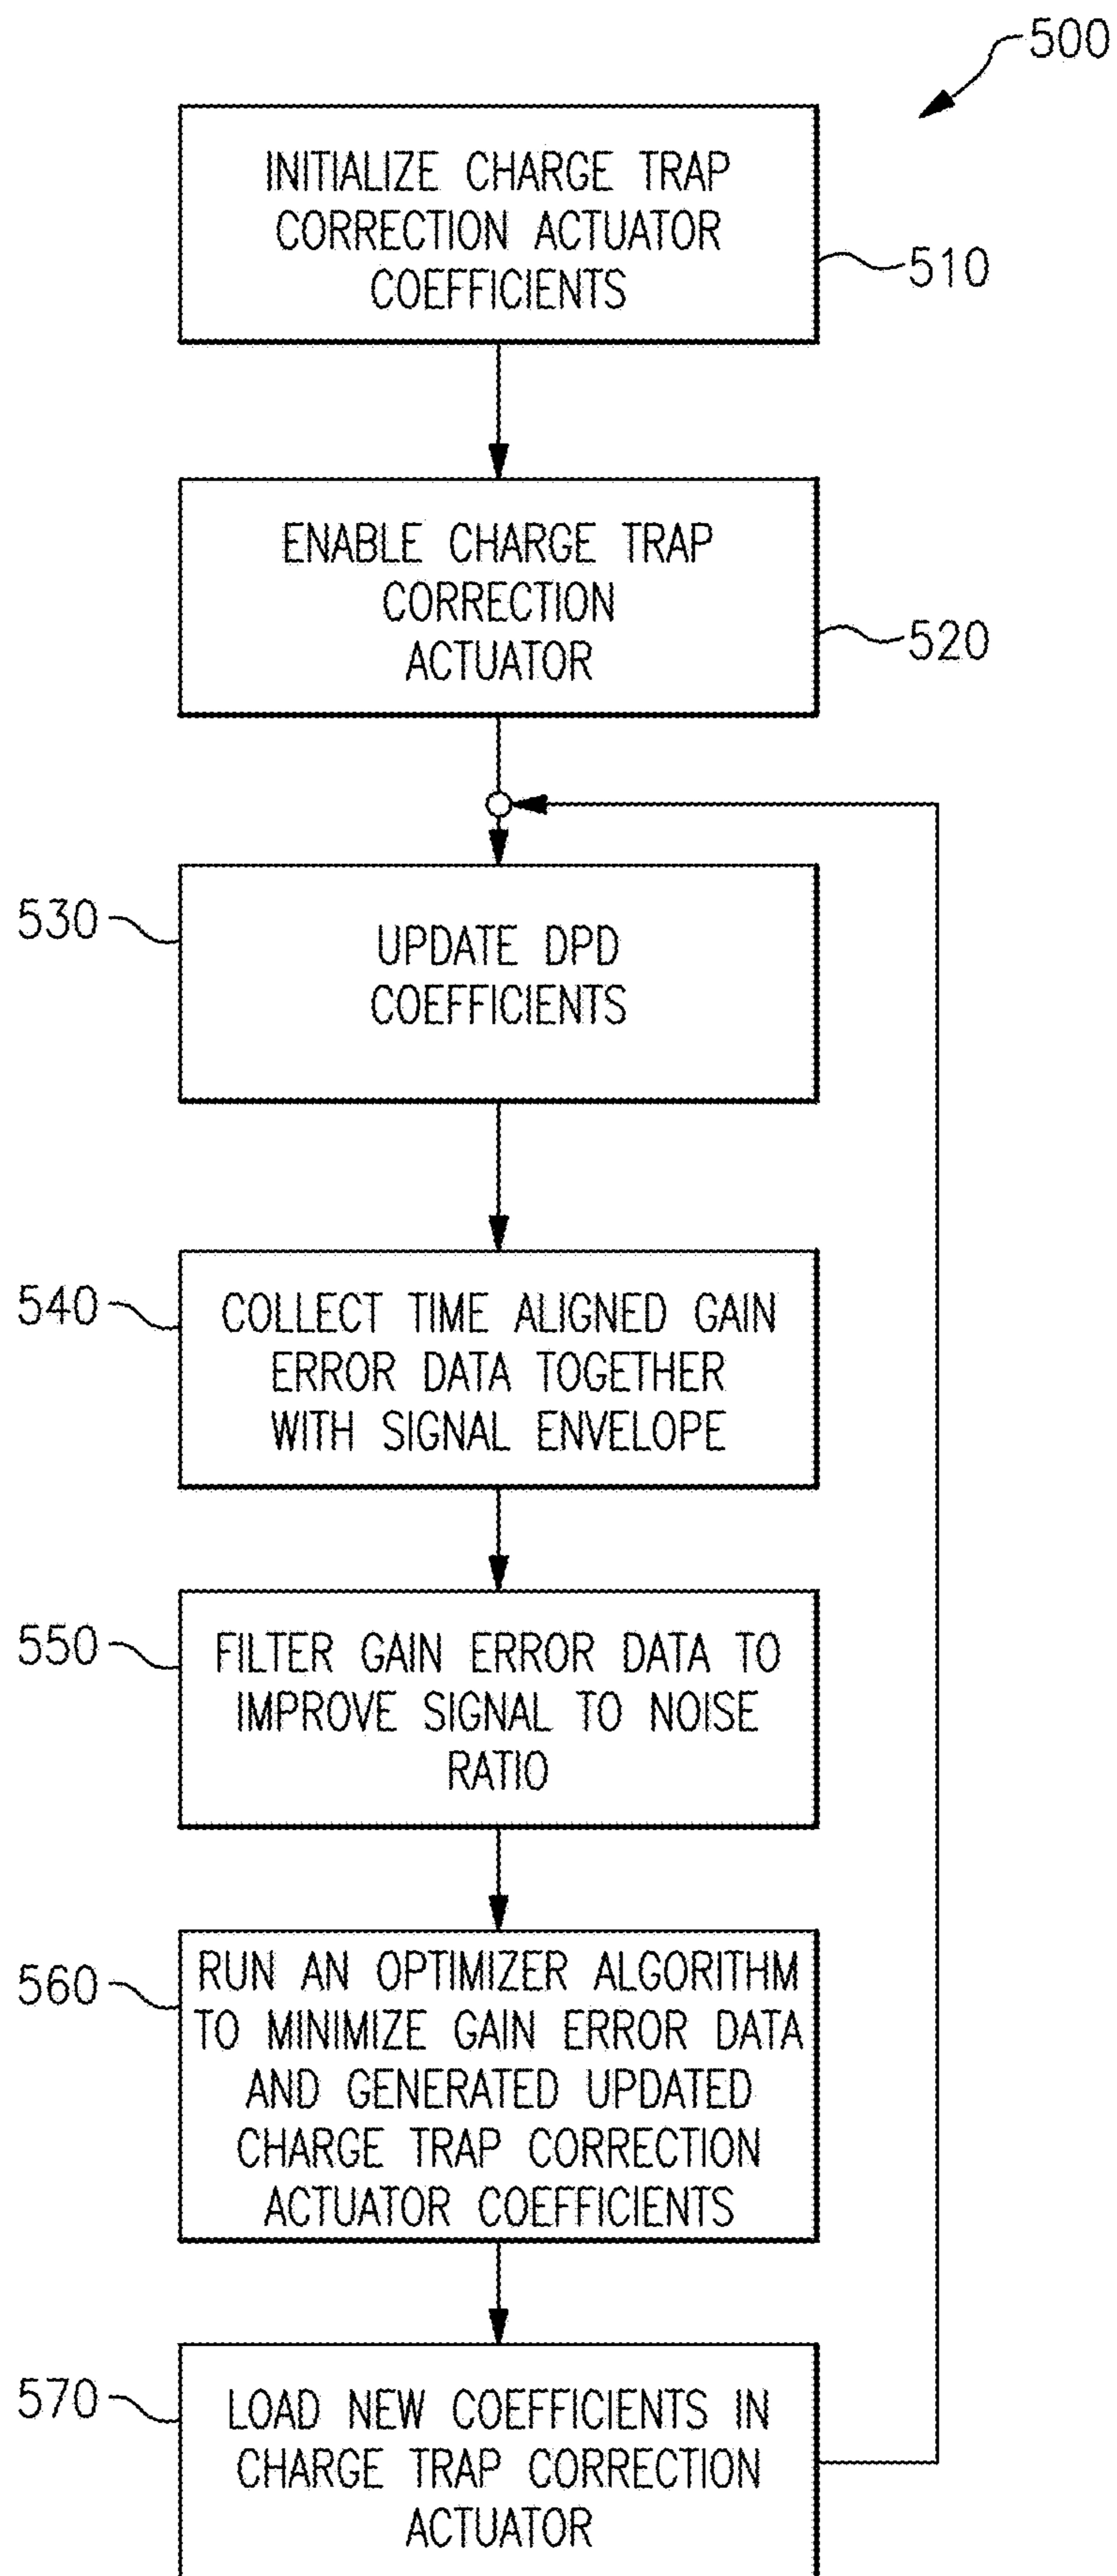 500
INITIALIZE CHARGE TRAP
CORRECTION ACTUATOR
COEFFICIENTS
510
ENABLE CHARGE TRAP
CORRECTION
ACTUATOR
520
530
UPDATE DPD
COEFFICIENTS
540
COLLECT TIME ALIGNED GAIN
ERROR DATA TOGETHER
WITH SIGNAL ENVELOPE
550
FILTER GAIN ERROR DATA TO
IMPROVE SIGNAL TO NOISE
RATIO
560
RUN AN OPTIMIZER ALGORITHM
TO MINIMIZE GAIN ERROR DATA
AND GENERATED UPDATED
CHARGE TRAP CORRECTION
ACTUATOR COEFFICIENTS
570
LOAD NEW COEFFICIENTS IN
CHARGE TRAP CORRECTION
ACTUATOR